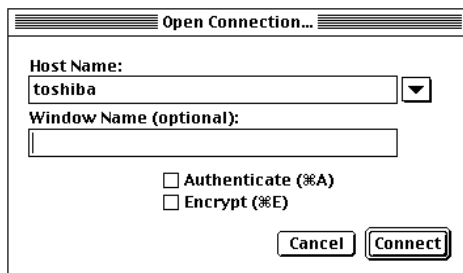 Open Connection...
Host Name:
toshiba
Window Name (optional):
Authenticate (⌘A)
Encrypt (⌘E)
Cancel Connect